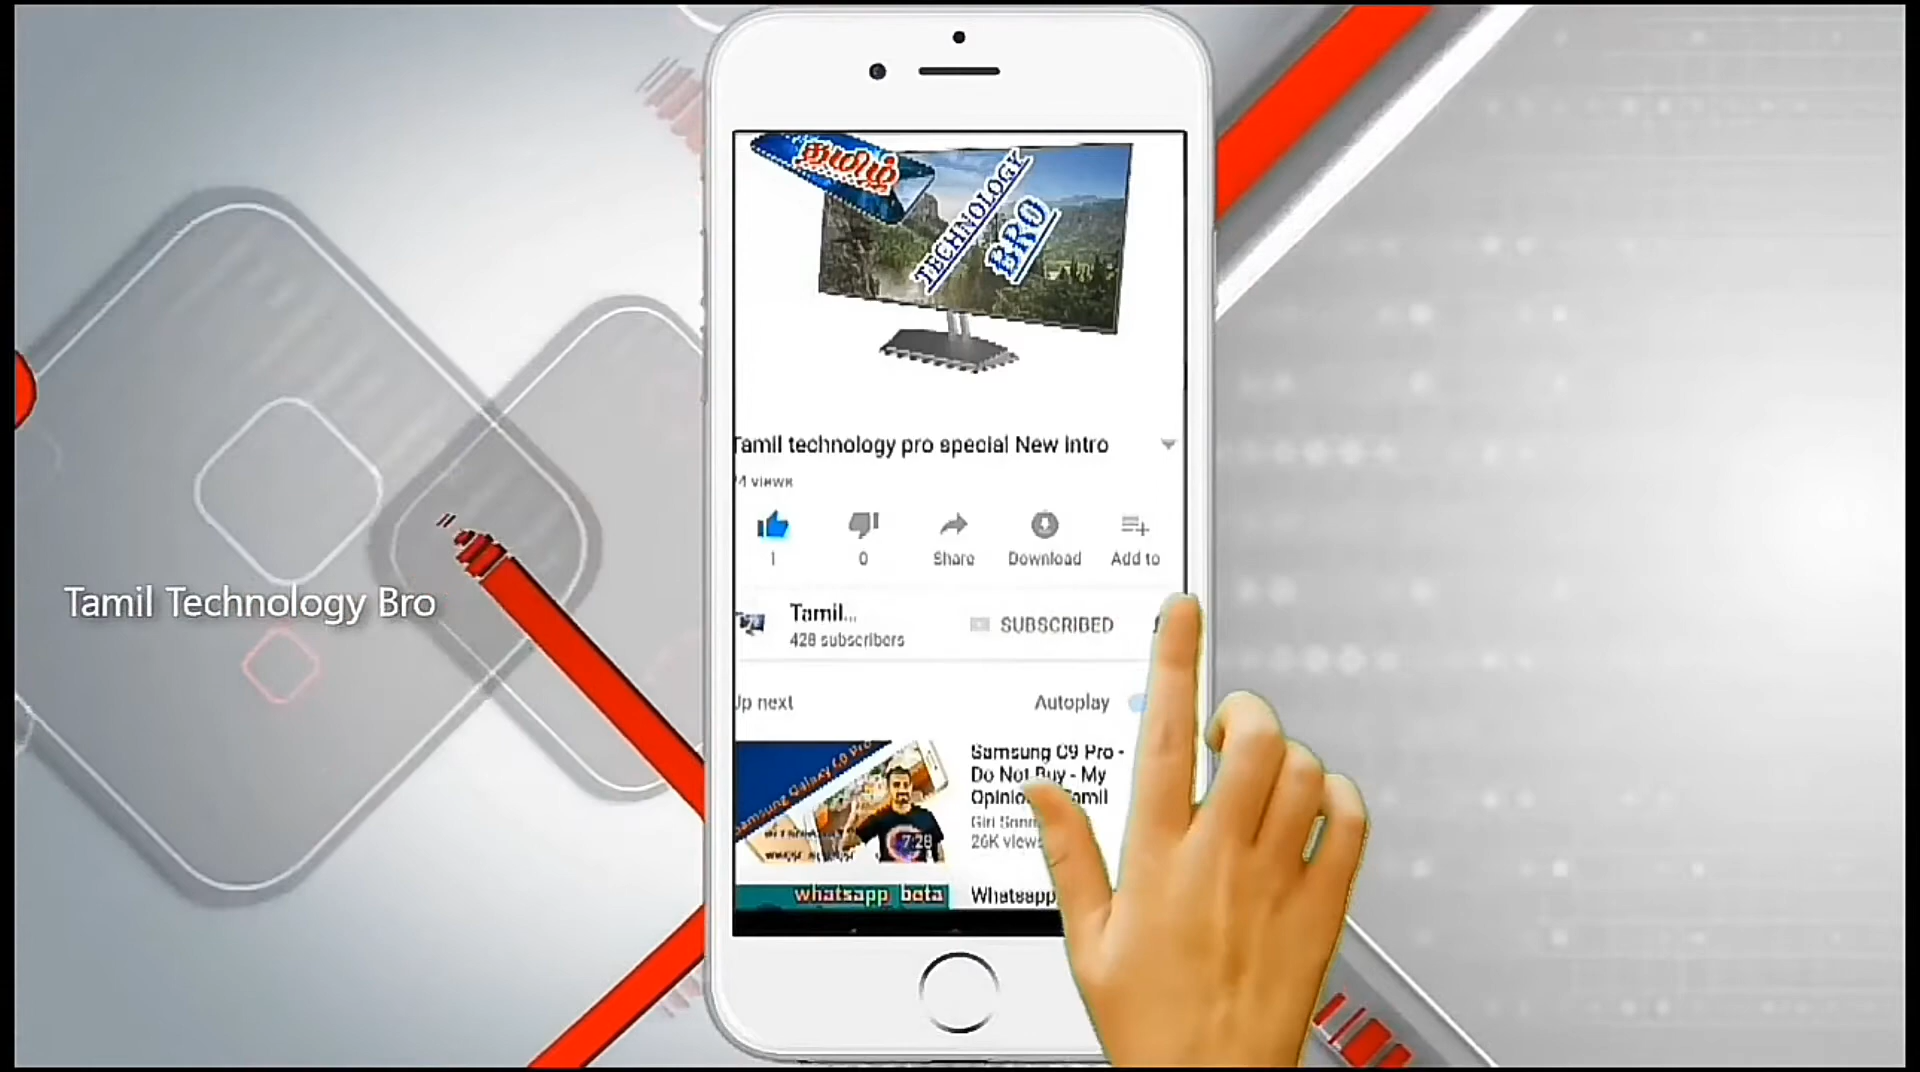 தமிழ்
TECHNOLOGY
BRO
Tamil technology pro special New Intro
views
1
0
Share
Download
Add to
Tamil Technology Bro
Tamil...
SUBSCRIBED
428 subscribers
Up next
Autoplay
Samsung C9 Pro -
Do Not Buy - My
Tamil
26K views
7:28
whatsapp beta
Whatsapp